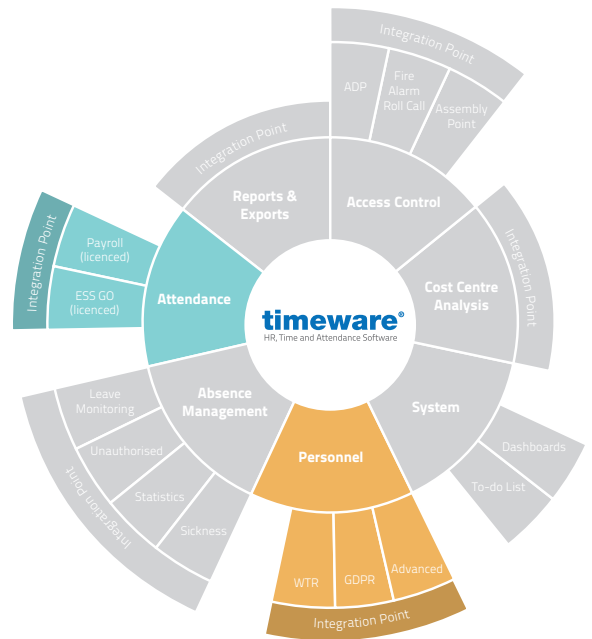 Integration Point
ADP
Fire
Alarm
Roll Call
Assembly
Point
Integration Point
Reports &
Exports
Access Control
Integration Point
Payroll
(licenced)
ESS GO
(licenced)
Integration Point
Attendance
Cost Centre
Analysis
Integration Point
timeware®
HR, Time and Attendance Software
Absence
Management
System
Leave
Monitoring
Unauthorised
Statistics
Sickness
Integration Point
Personnel
Dashboards
To-do List
WTR
GDPR
Advanced
Integration Point